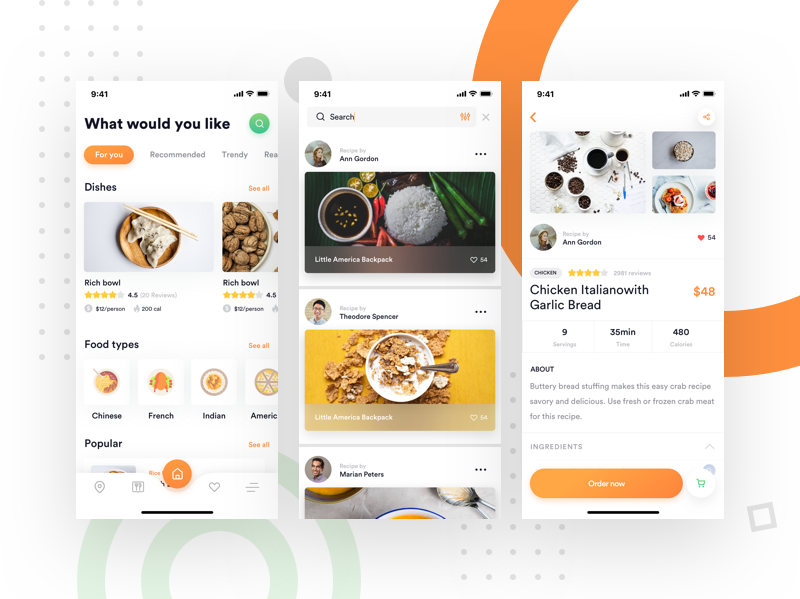 9:41
What would you like
For you
Recommended
Trendy
Rea
Dishes
See all
Rich bowl
4.5 (20 Reviews)
$12/person
200 cal
Rich bowl
4.5
$12/person
Food types
See all
Chinese
French
Indian
Americ
Popular
See all
Rice
9:41
Search
Recipe by
Ann Gordon
Little America Backpack
54
Recipe by
Theodore Spencer
Little America Backpack
54
Recipe by
Marian Peters
9:41
Recipe by
Ann Gordon
54
CHICKEN
2981 reviews
Chicken Italianowith
Garlic Bread
$48
9
Servings
35min
Time
480
Calories
ABOUT
Buttery bread stuffing makes this easy crab recipe
savory and delicious. Use fresh or frozen crab meat
for this recipe.
INGREDIENTS
Order now